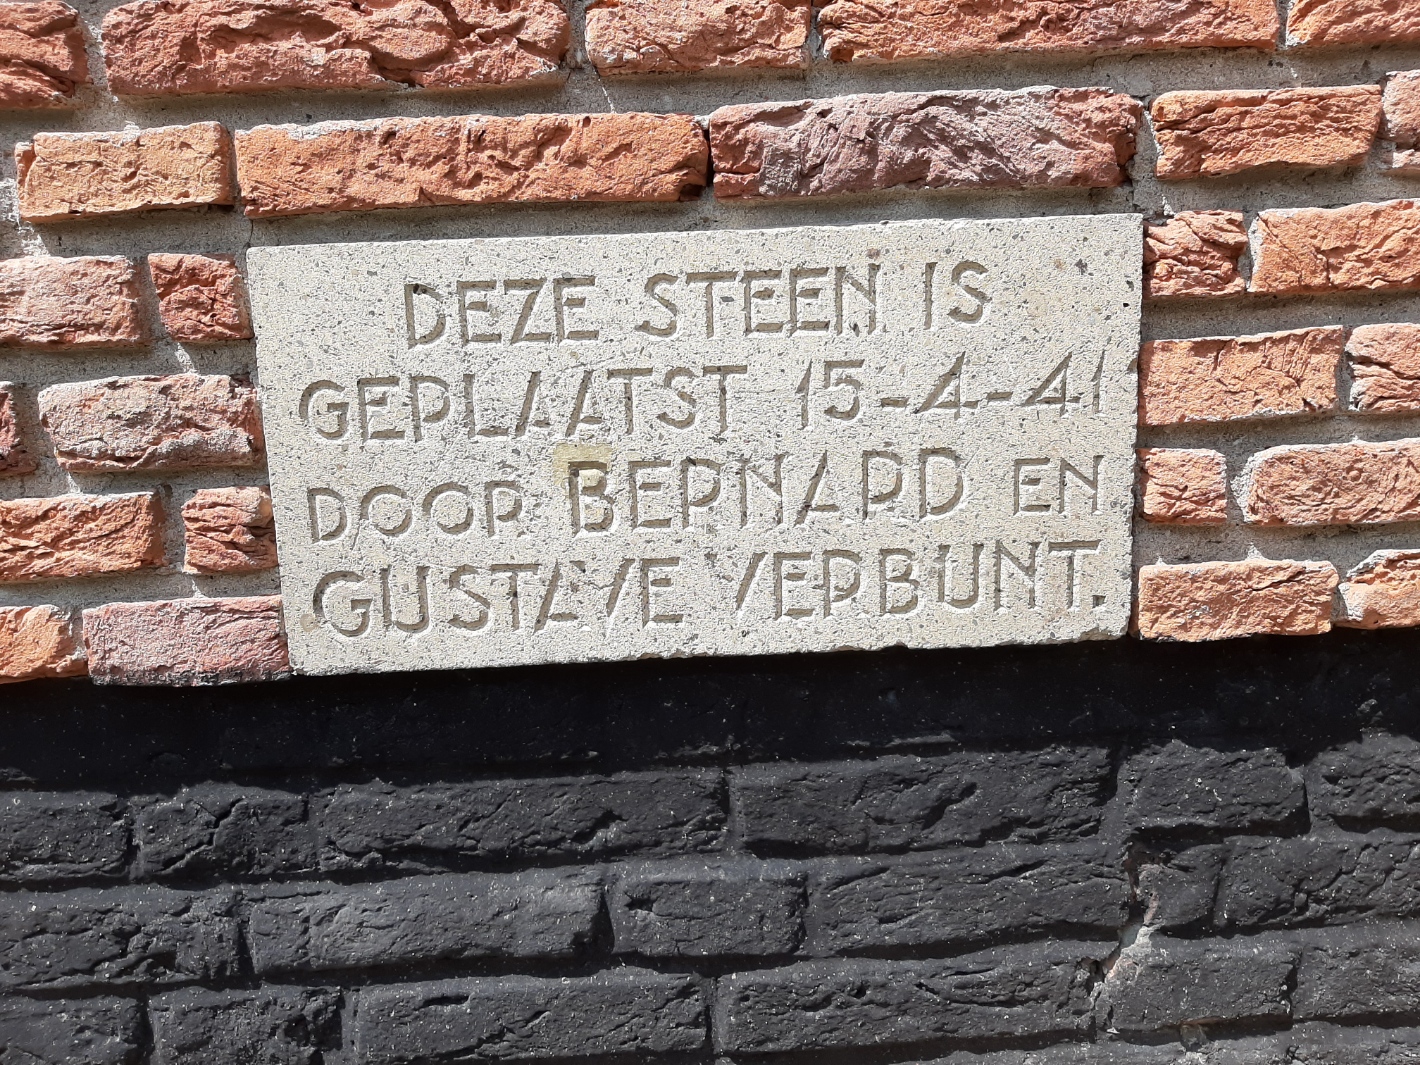 DEZE STEEN IS
GEPLAATST 15-4-41
DOOR BERNARD EN
GUSTAVE VERBUNT.